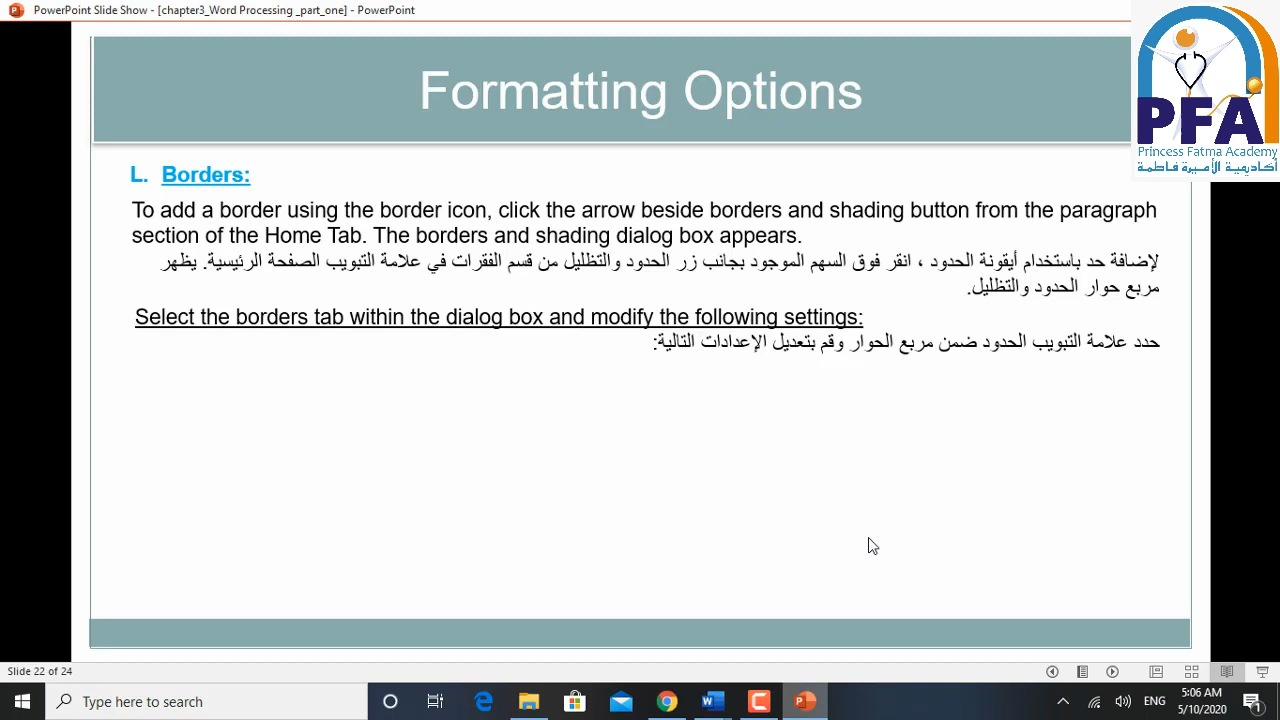 PowerPoint Slide Show - [chapter3_Word Processing _part_one] - PowerPoint
PFA
Princess Fatma Academy
أكاديمية الأميرة فاطمة
Formatting Options
L. Borders:
To add a border using the border icon, click the arrow beside borders and shading button from the paragraph
section of the Home Tab. The borders and shading dialog box appears.
لإضافة حد باستخدام أيقونة الحدود ، انقر فوق السهم الموجود بجانب زر الحدود والتظليل من قسم الفقرات في علامة التبويب الصفحة الرئيسية. يظهر
مربع حوار الحدود والتظليل.
Select the borders tab within the dialog box and modify the following settings:
حدد علامة التبويب الحدود ضمن مربع الحوار وقم بتعديل الإعدادات التالية:
Slide 22 of 24
Type here to search
ENG
5:06 AM
5/10/2020
1